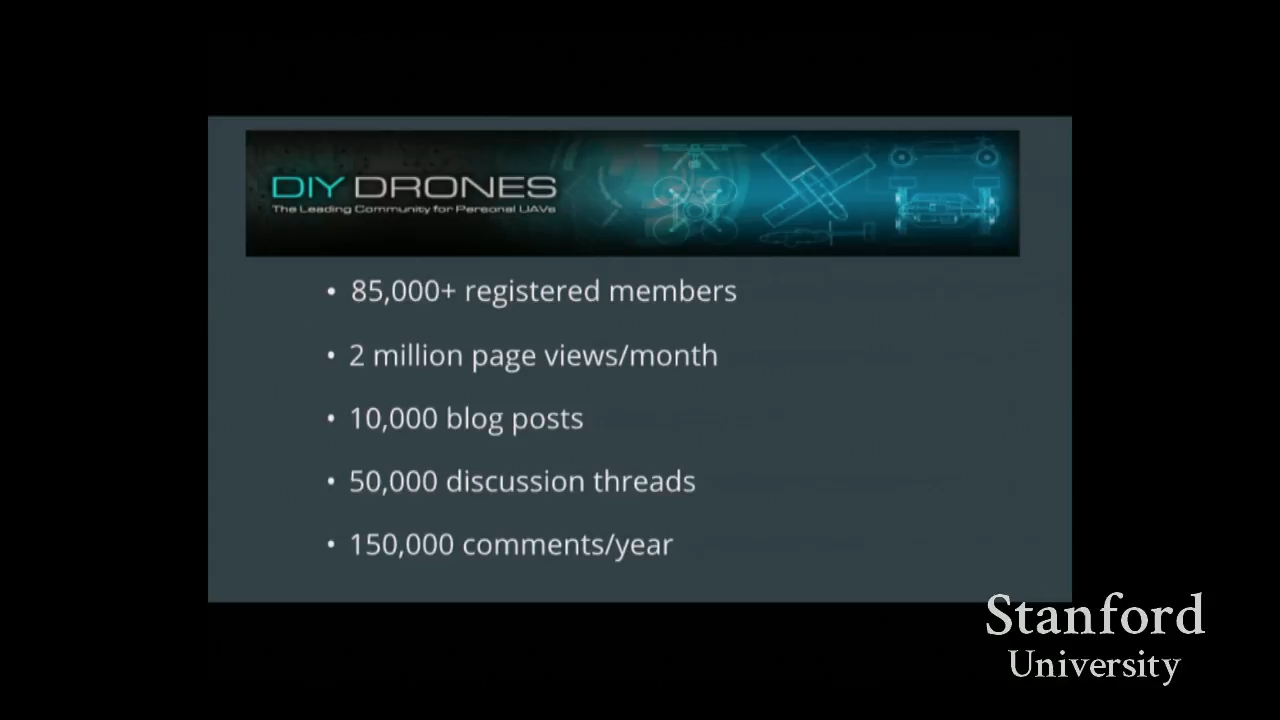 DIY DRONES
The Leading Community for Personal UAVs
• 85,000+ registered members
• 2 million page views/month
• 10,000 blog posts
• 50,000 discussion threads
• 150,000 comments/year
Stanford
University